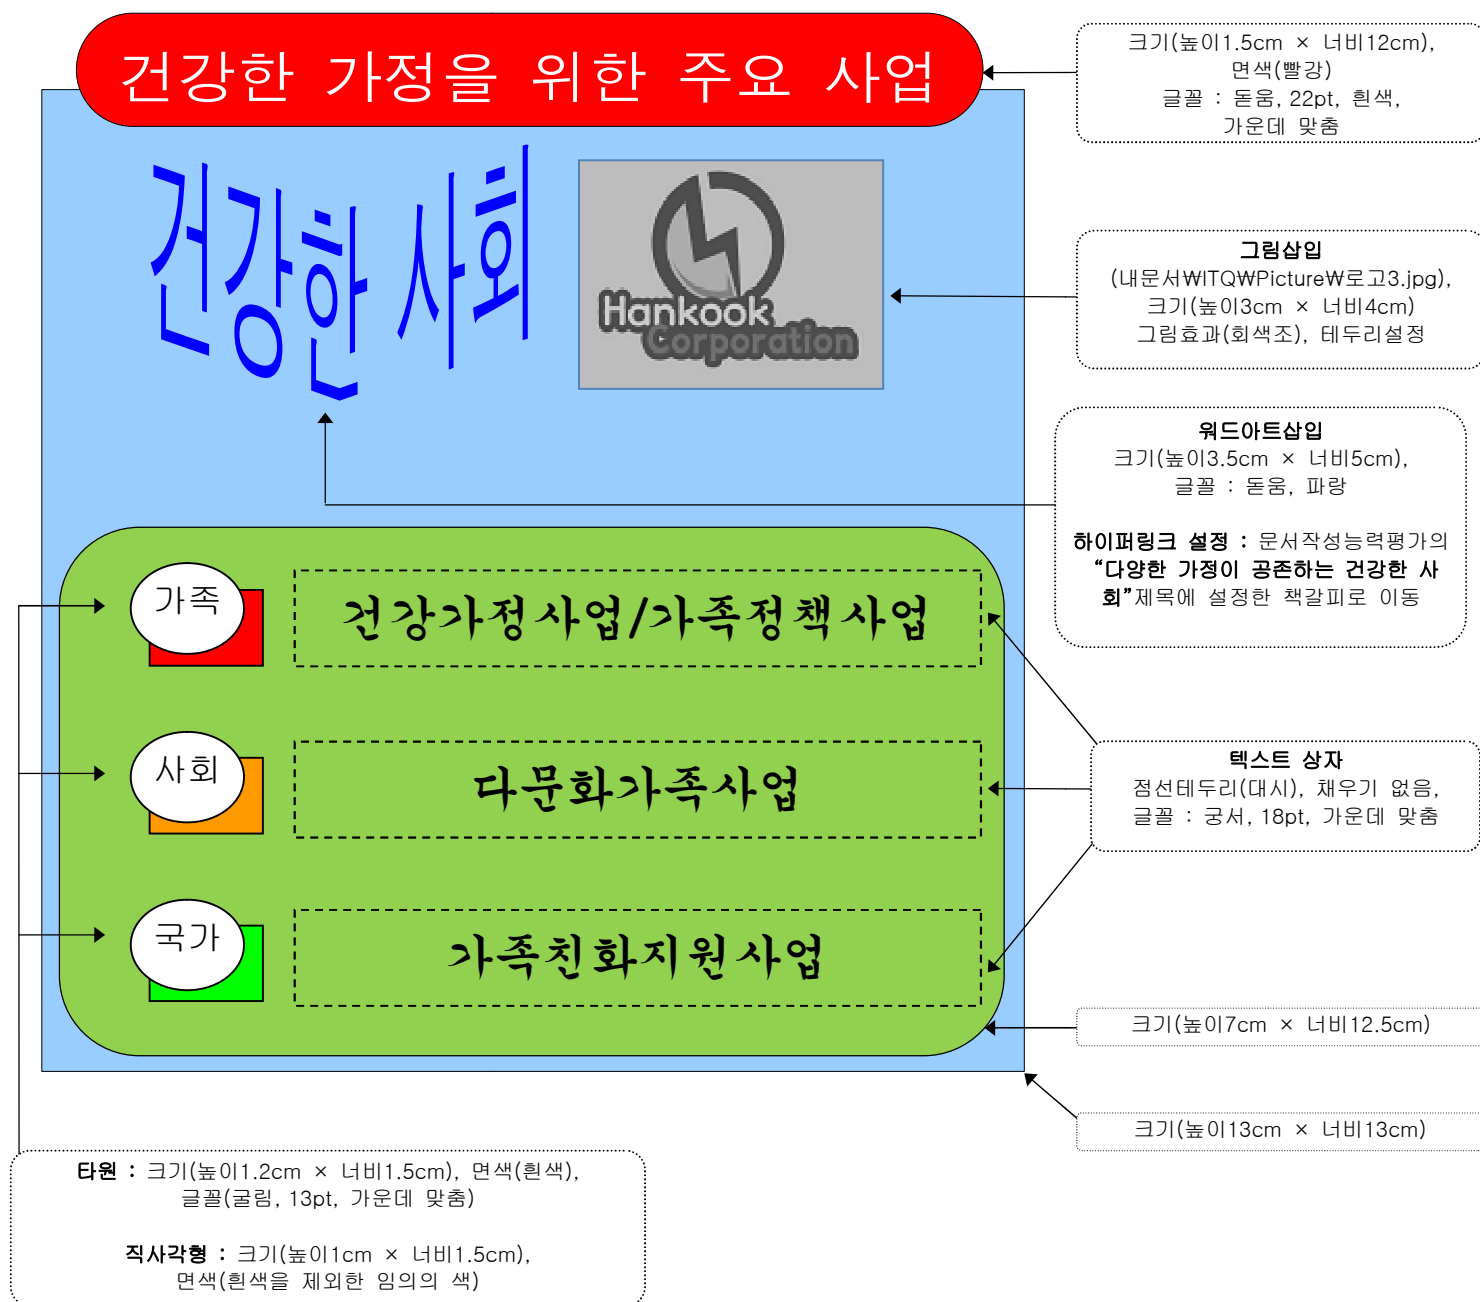 건강한 가정을 위한 주요 사업
크기(높이1.5cm × 너비12cm),
면색(빨강)
글꼴 : 돋움, 22pt, 흰색,
가운데 맞춤
건강한 사회
Hankook
Corporation
그림삽입
(내문서₩ITQ₩Picture₩로고3.jpg),
크기(높이3cm × 너비4cm)
그림효과(회색조), 테두리설정
워드아트삽입
크기(높이3.5cm × 너비5cm),
글꼴 : 돋움, 파랑
하이퍼링크 설정 : 문서작성능력평가의
“다양한 가정이 공존하는 건강한 사
회”제목에 설정한 책갈피로 이동
가족
건강가정사업/가족정책사업
사회
다문화가족사업
국가
가족친화지원사업
텍스트 상자
점선테두리(대시), 채우기 없음,
글꼴 : 궁서, 18pt, 가운데 맞춤
크기(높이7cm × 너비12.5cm)
크기(높이13cm × 너비13cm)
타원 : 크기(높이1.2cm × 너비1.5cm), 면색(흰색),
글꼴(굴림, 13pt, 가운데 맞춤)
직사각형 : 크기(높이1cm × 너비1.5cm),
면색(흰색을 제외한 임의의 색)